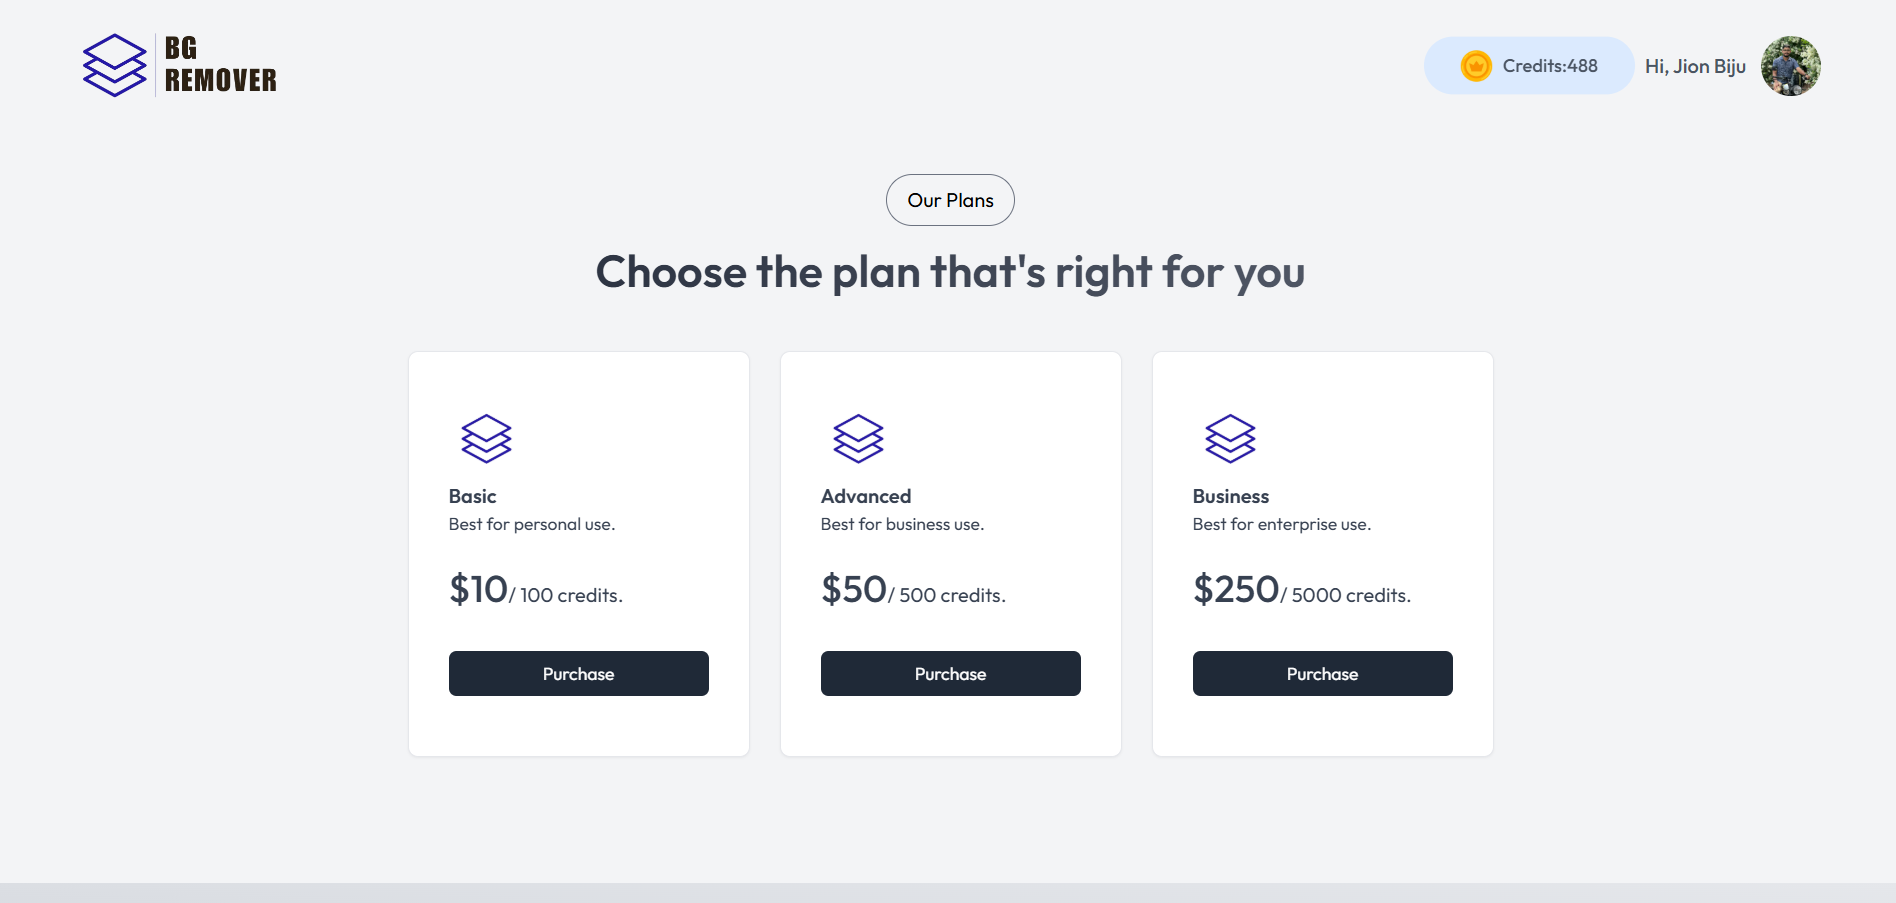 BG
REMOVER
Credits:488
Hi, Jion Biju
Our Plans
Choose the plan that's right for you
Basic
Best for personal use.
$10/ 100 credits.
Purchase
Advanced
Best for business use.
$50/ 500 credits.
Purchase
Business
Best for enterprise use.
$250/ 5000 credits.
Purchase